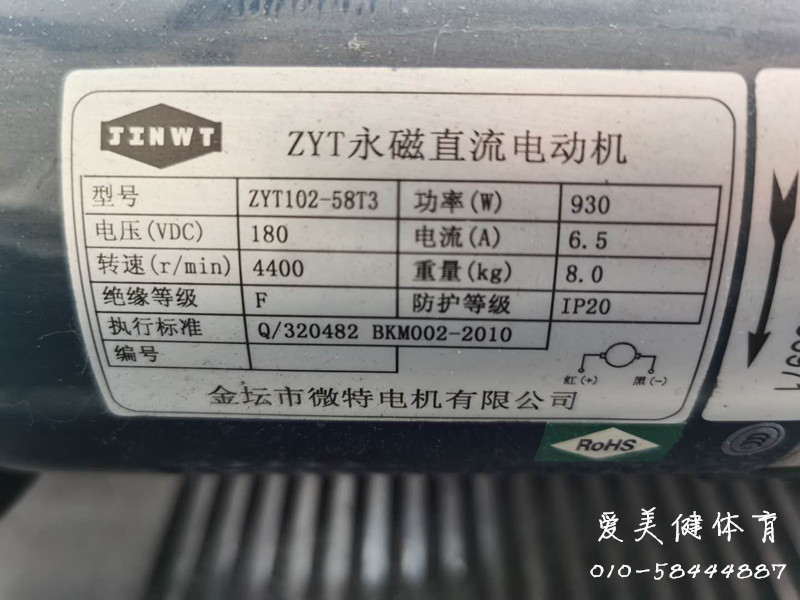 JINWT
ZYT永磁直流电动机
型号 ZYT102-58T3 功率(W) 930
电压(VDC) 180 电流(A) 6.5
转速(r/min) 4400 重量(kg) 8.0
绝缘等级 F 防护等级 IP20
执行标准 Q/320482 BKM002-2010
编号
红(+) 黑(-)
金坛市微特电机有限公司
RoHS
爱美健体育
010-58444887